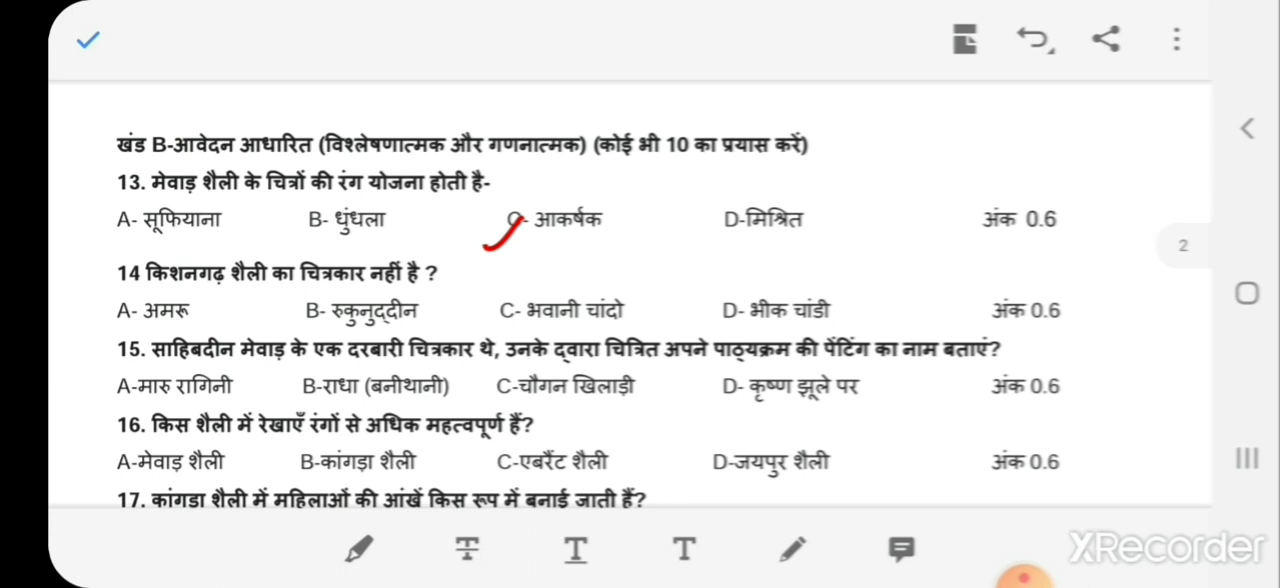 खंड B-आवेदन आधारित (विश्लेषणात्मक और गणनात्मक) (कोई भी 10 का प्रयास करें)
13. मेवाड़ शैली के चित्रों की रंग योजना होती है-
A- सूफियाना B- धुंधला C- आकर्षक D-मिश्रित अंक 0.6
2
14 किशनगढ़ शैली का चित्रकार नहीं है ?
A- अमरू B- रुकुनुद्दीन C- भवानी चांदो D- भीक चांडी अंक 0.6
15. साहिबदीन मेवाड़ के एक दरबारी चित्रकार थे, उनके द्वारा चित्रित अपने पाठ्यक्रम की पेंटिंग का नाम बताएं?
A-मारु रागिनी B-राधा (बनीथानी) C-चौगन खिलाड़ी D- कृष्ण झूले पर अंक 0.6
16. किस शैली में रेखाएँ रंगों से अधिक महत्वपूर्ण हैं?
A-मेवाड़ शैली B-कांगड़ा शैली C-एबरैंट शैली D-जयपुर शैली अंक 0.6
17. कांगडा शैली में महिलाओं की आंखें किस रूप में बनाई जाती हैं?
T T T
XRecorder